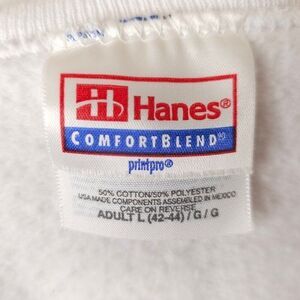 Hanes®
COMFORTBLEND
printpro®
50% COTTON/50% POLYESTER
USA MADE COMPONENTS ASSEMBLED IN MEXICO
CARE ON REVERSE
ADULT L (42-44) / G / G